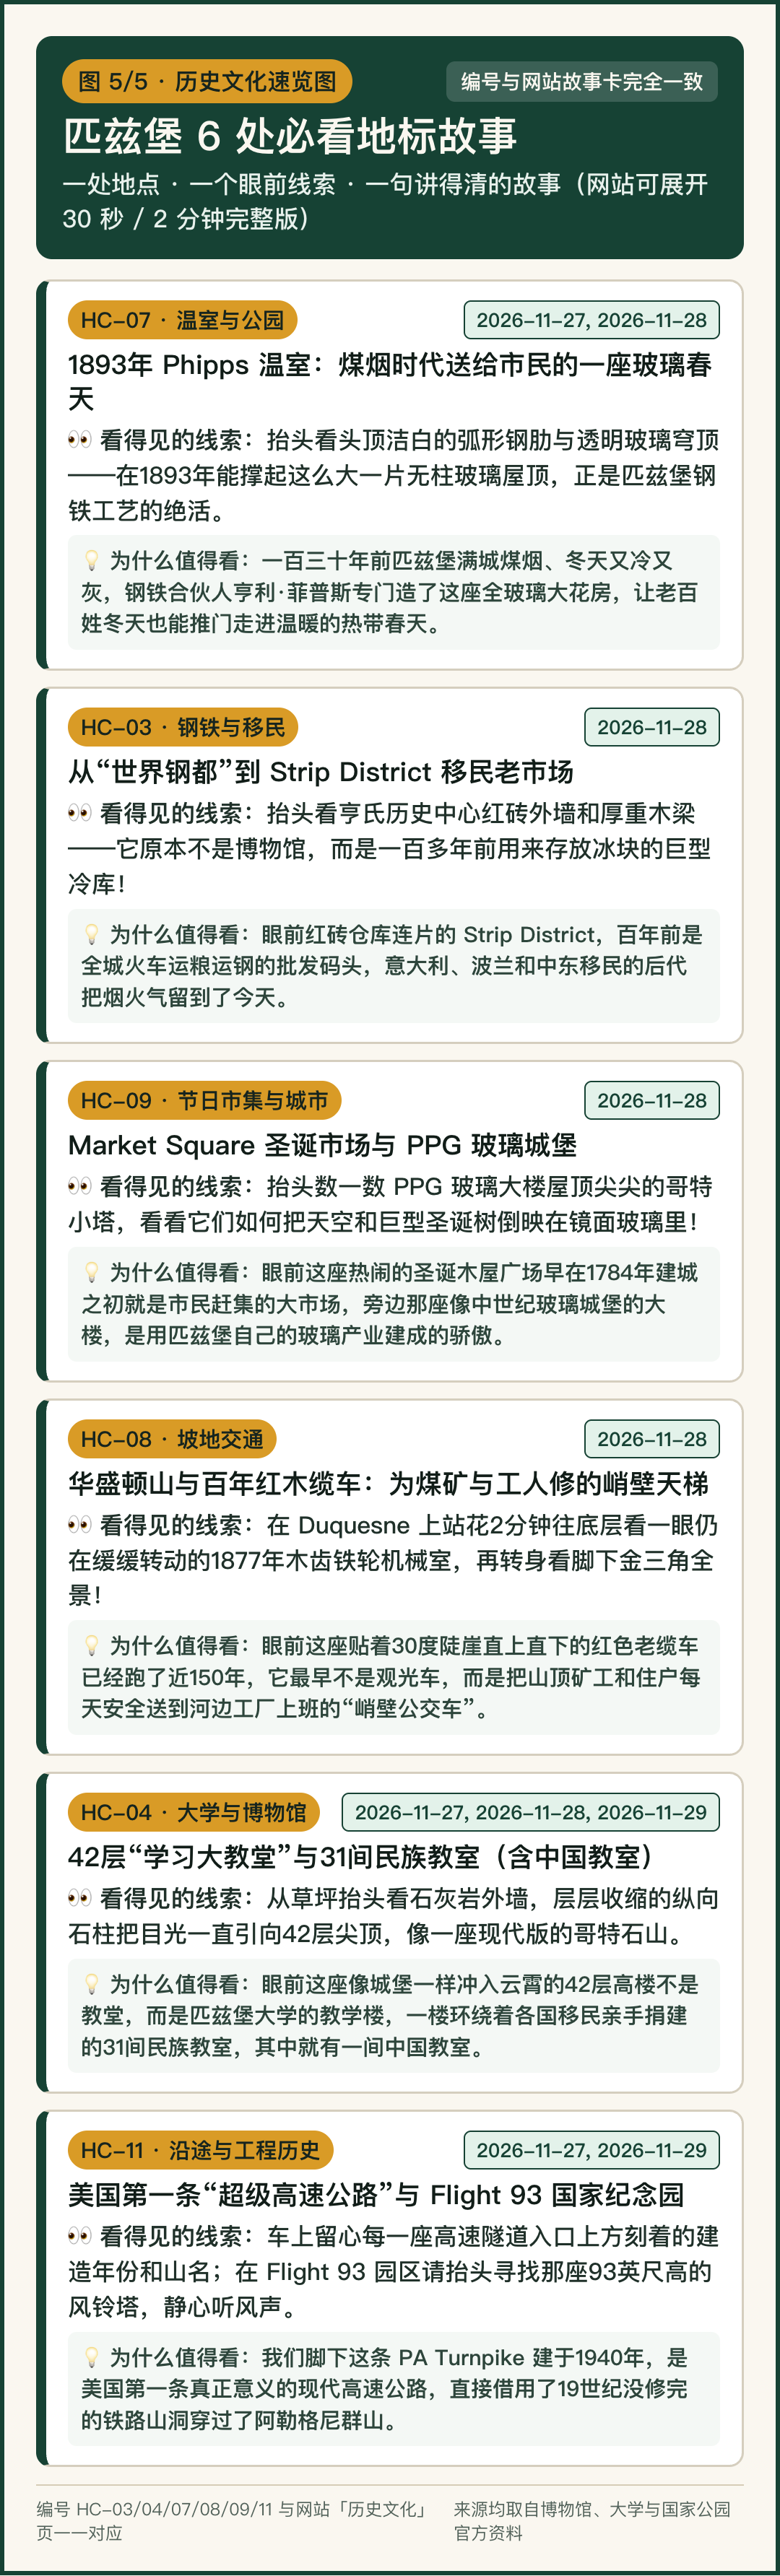 图 5/5 · 历史文化速览图
编号与网站故事卡完全一致
匹兹堡 6 处必看地标故事
一处地点 · 一个眼前线索 · 一句讲得清的故事（网站可展开
30 秒 / 2 分钟完整版）
HC-07 · 温室与公园
2026-11-27, 2026-11-28
1893年 Phipps 温室：煤烟时代送给市民的一座玻璃春
天
👀 看得见的线索：抬头看头顶洁白的弧形钢肋与透明玻璃穹顶
——在1893年能撑起这么大一片无柱玻璃屋顶，正是匹兹堡钢
铁工艺的绝活。
💡 为什么值得看：一百三十年前匹兹堡满城煤烟、冬天又冷又
灰，钢铁合伙人亨利·菲普斯专门造了这座全玻璃大花房，让老百
姓冬天也能推门走进温暖的热带春天。
HC-03 · 钢铁与移民
2026-11-28
从“世界钢都”到 Strip District 移民老市场
👀 看得见的线索：抬头看亨氏历史中心红砖外墙和厚重木梁
——它原本不是博物馆，而是一百多年前用来存放冰块的巨型
冷库！
💡 为什么值得看：眼前红砖仓库连片的 Strip District，百年前是
全城火车运粮运钢的批发码头，意大利、波兰和中东移民的后代
把烟火气留到了今天。
HC-09 · 节日市集与城市
2026-11-28
Market Square 圣诞市场与 PPG 玻璃城堡
👀 看得见的线索：抬头数一数 PPG 玻璃大楼屋顶尖尖的哥特
小塔，看看它们如何把天空和巨型圣诞树倒映在镜面玻璃里！
💡 为什么值得看：眼前这座热闹的圣诞木屋广场早在1784年建城
之初就是市民赶集的大市场，旁边那座像中世纪玻璃城堡的大
楼，是用匹兹堡自己的玻璃产业建成的骄傲。
HC-08 · 坡地交通
2026-11-28
华盛顿山与百年红木缆车：为煤矿与工人修的峭壁天梯
👀 看得见的线索：在 Duquesne 上站花2分钟往底层看一眼仍
在缓缓转动的1877年木齿铁轮机械室，再转身看脚下金三角全
景！
💡 为什么值得看：眼前这座贴着30度陡崖直上直下的红色老缆车
已经跑了近150年，它最早不是观光车，而是把山顶矿工和住户每
天安全送到河边工厂上班的“峭壁公交车”。
HC-04 · 大学与博物馆
2026-11-27, 2026-11-28, 2026-11-29
42层“学习大教堂”与31间民族教室（含中国教室）
👀 看得见的线索：从草坪抬头看石灰岩外墙，层层收缩的纵向
石柱把目光一直引向42层尖顶，像一座现代版的哥特石山。
💡 为什么值得看：眼前这座像城堡一样冲入云霄的42层高楼不是
教堂，而是匹兹堡大学的教学楼，一楼环绕着各国移民亲手捐建
的31间民族教室，其中就有一间中国教室。
HC-11 · 沿途与工程历史
2026-11-27, 2026-11-29
美国第一条“超级高速公路”与 Flight 93 国家纪念园
👀 看得见的线索：车上留心每一座高速隧道入口上方刻着的建
造年份和山名；在 Flight 93 园区请抬头寻找那座93英尺高的
风铃塔，静心听风声。
💡 为什么值得看：我们脚下这条 PA Turnpike 建于1940年，是
美国第一条真正意义的现代高速公路，直接借用了19世纪没修完
的铁路山洞穿过了阿勒格尼群山。
编号 HC-03/04/07/08/09/11 与网站「历史文化」
页一一对应
来源均取自博物馆、大学与国家公园
官方资料